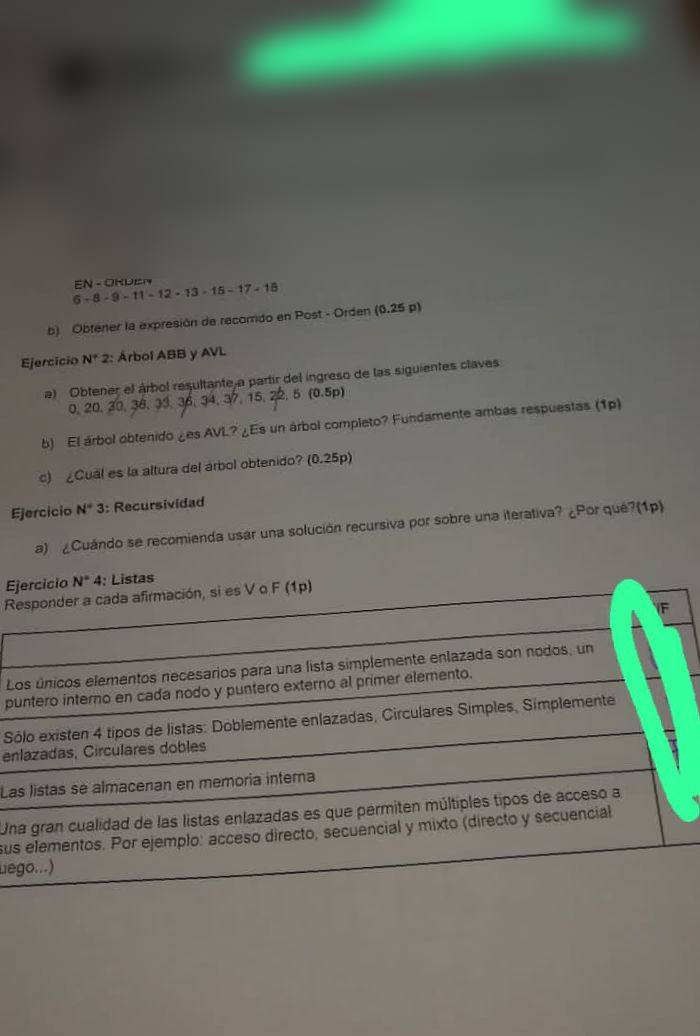 EN - ORDEN
6 - 8 - 9 - 11 - 12 - 13 - 15 - 17 - 18
b) Obtener la expresión de recorrido en Post - Orden (0.25 p)
Ejercicio N° 2: Árbol ABB y AVL
a) Obtener el árbol resultante a partir del ingreso de las siguientes claves:
0, 20, 30, 38, 33, 36, 34, 37, 15, 22, 5 (0.5p)
b) El árbol obtenido ¿es AVL? ¿Es un árbol completo? Fundamente ambas respuestas (1p)
c) ¿Cuál es la altura del árbol obtenido? (0.25p)
Ejercicio N° 3: Recursividad
a) ¿Cuándo se recomienda usar una solución recursiva por sobre una iterativa? ¿Por qué?(1p)
Ejercicio N° 4: Listas
Responder a cada afirmación, si es V o F (1p)
/F
Los únicos elementos necesarios para una lista simplemente enlazada son nodos, un
puntero interno en cada nodo y puntero externo al primer elemento.
Sólo existen 4 tipos de listas: Doblemente enlazadas, Circulares Simples, Simplemente
enlazadas, Circulares dobles
Las listas se almacenan en memoria interna
Una gran cualidad de las listas enlazadas es que permiten múltiples tipos de acceso a
sus elementos. Por ejemplo: acceso directo, secuencial y mixto (directo y secuencial
uego...)